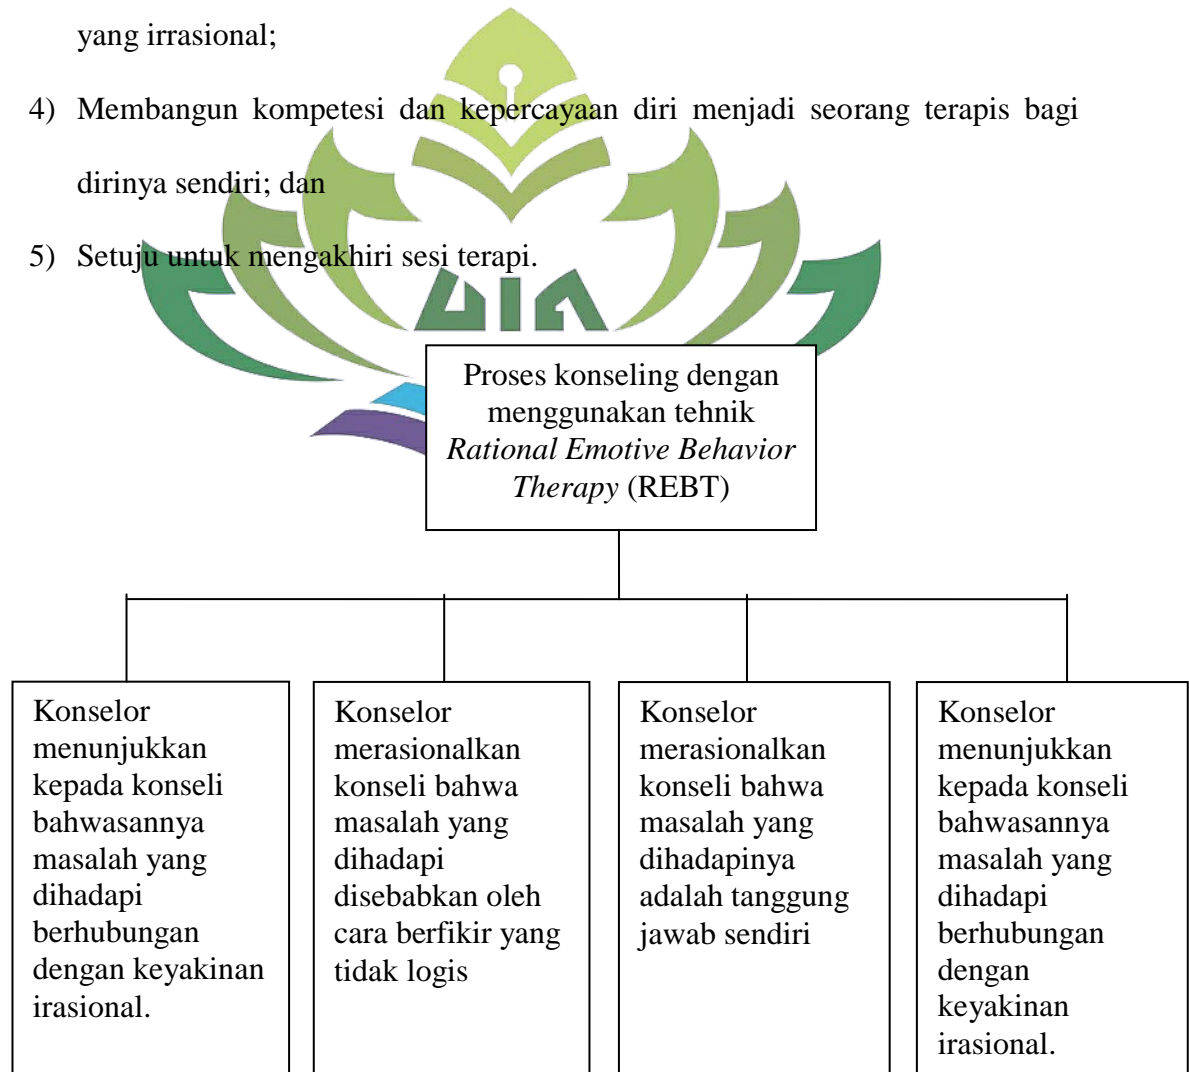 yang irrasional;
4) Membangun kompetesi dan kepercayaan diri menjadi seorang terapis bagi
dirinya sendiri; dan
5) Setuju untuk mengakhiri sesi terapi.
UIN
Proses konseling dengan
menggunakan tehnik
Rational Emotive Behavior
Therapy (REBT)
Konselor
menunjukkan
kepada konseli
bahwasannya
masalah yang
dihadapi
berhubungan
dengan keyakinan
irasional.
Konselor
merasionalkan
konseli bahwa
masalah yang
dihadapi
disebabkan oleh
cara berfikir yang
tidak logis
Konselor
merasionalkan
konseli bahwa
masalah yang
dihadapinya
adalah tanggung
jawab sendiri
Konselor
menunjukkan
kepada konseli
bahwasannya
masalah yang
dihadapi
berhubungan
dengan
keyakinan
irasional.